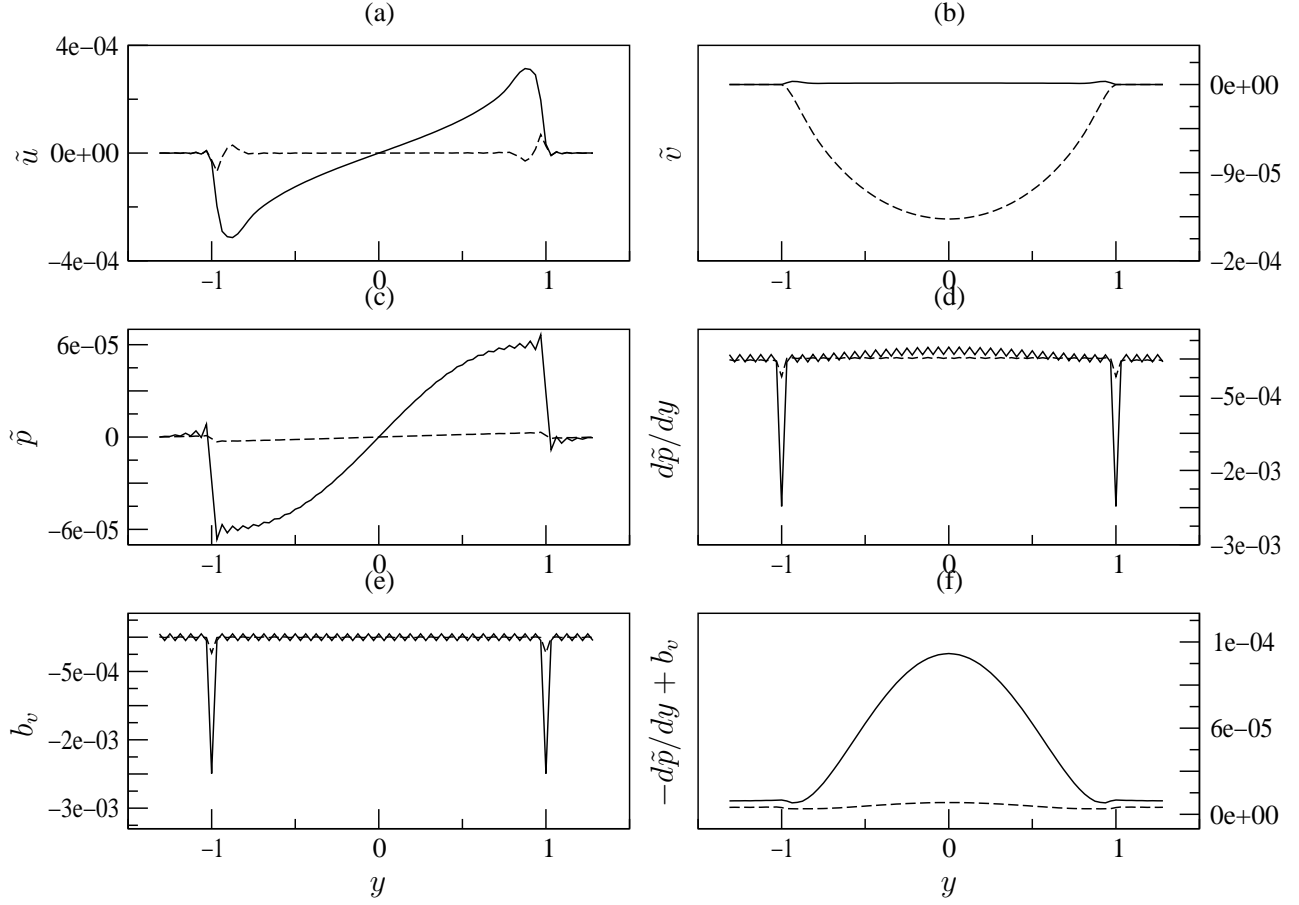 (a)
(b)
4e−04
0e+00
−4e−04
ũ
−1
0
1
0e+00
−9e−05
−2e−04
ṽ
−1
0
1
(c)
(d)
6e−05
0
−6e−05
p̃
−1
0
1
−5e−04
−2e−03
−3e−03
dp̃/dy
−1
0
1
(e)
(f)
−5e−04
−2e−03
−3e−03
b_v
−1
0
1
y
1e−04
6e−05
0e+00
−dp̃/dy + b_v
−1
0
1
y